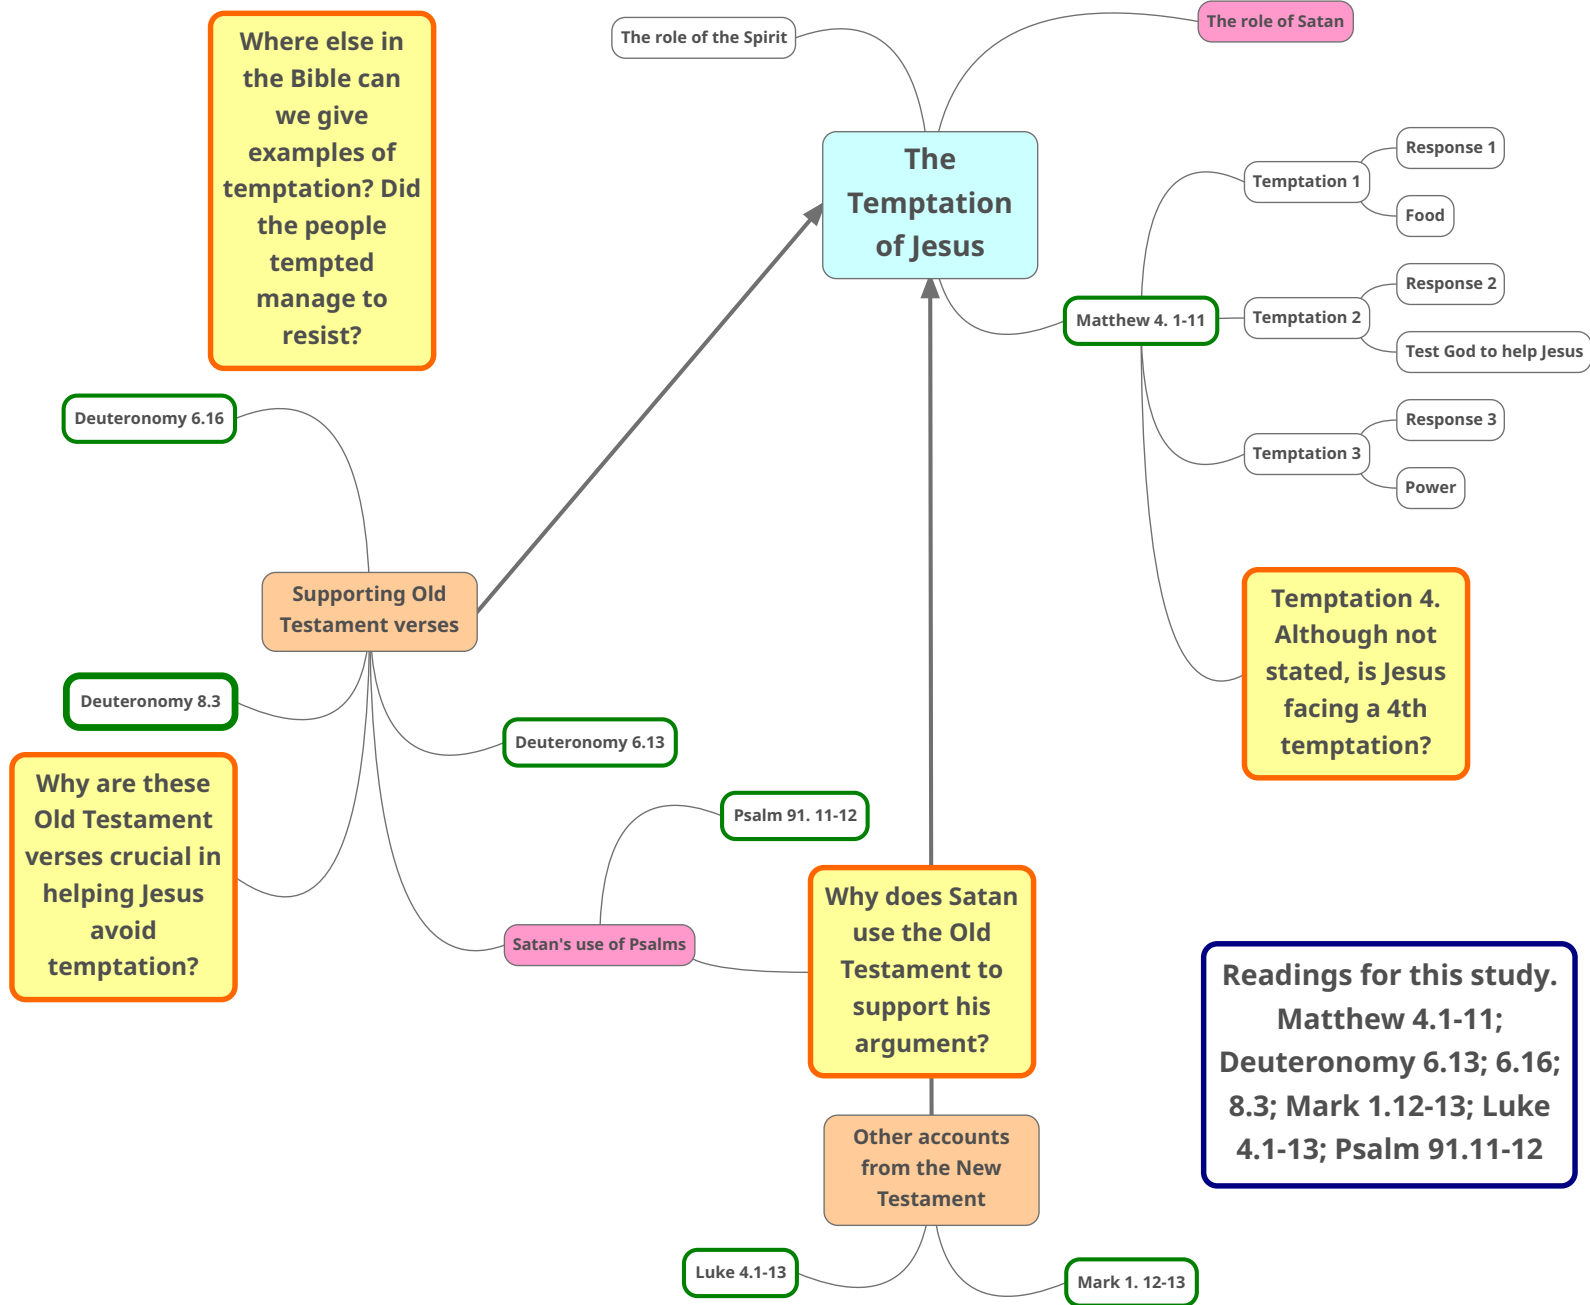 Where else in
the Bible can
we give
examples of
temptation? Did
the people
tempted
manage to
resist?
The role of the Spirit
The role of Satan
The
Temptation
of Jesus
Matthew 4. 1-11
Temptation 1
Response 1
Food
Temptation 2
Response 2
Test God to help Jesus
Temptation 3
Response 3
Power
Temptation 4.
Although not
stated, is Jesus
facing a 4th
temptation?
Deuteronomy 6.16
Supporting Old
Testament verses
Deuteronomy 8.3
Deuteronomy 6.13
Why are these
Old Testament
verses crucial in
helping Jesus
avoid
temptation?
Psalm 91. 11-12
Satan's use of Psalms
Why does Satan
use the Old
Testament to
support his
argument?
Readings for this study.
Matthew 4.1-11;
Deuteronomy 6.13; 6.16;
8.3; Mark 1.12-13; Luke
4.1-13; Psalm 91.11-12
Other accounts
from the New
Testament
Luke 4.1-13
Mark 1. 12-13